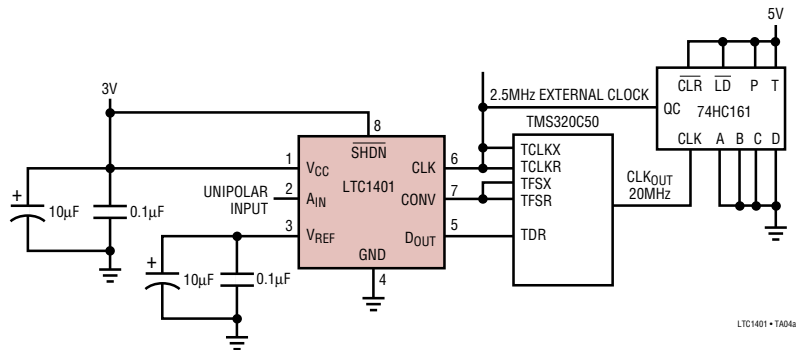 5V
3V
CLR LD P T
2.5MHz EXTERNAL CLOCK
QC 74HC161
TMS320C50
8
SHDN
CLK A B C D
1 VCC CLK 6
TCLKX
TCLKR
LTC1401
UNIPOLAR INPUT
2 AIN CONV 7
TFSX
TFSR
CLKOUT
20MHz
+
10µF 0.1µF
3 VREF DOUT 5
TDR
GND
4
+
10µF 0.1µF
LTC1401 • TA04a